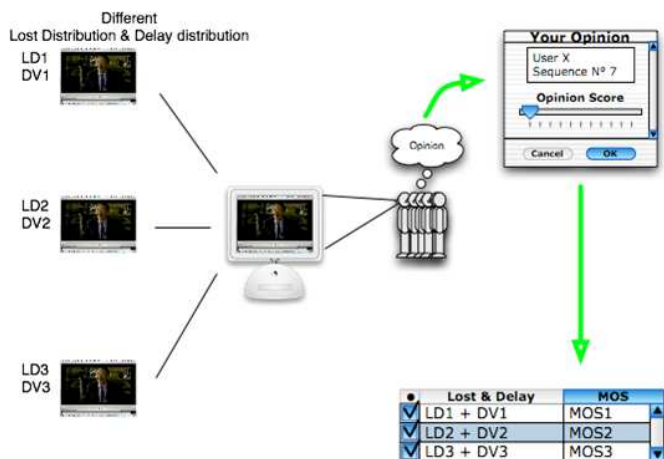 Different
Lost Distribution & Delay distribution
LD1
DV1
LD2
DV2
LD3
DV3
Opinion
Your Opinion
User X
Sequence Nº 7
Opinion Score
Cancel
OK
Lost & Delay MOS
LD1 + DV1 MOS1
LD2 + DV2 MOS2
LD3 + DV3 MOS3